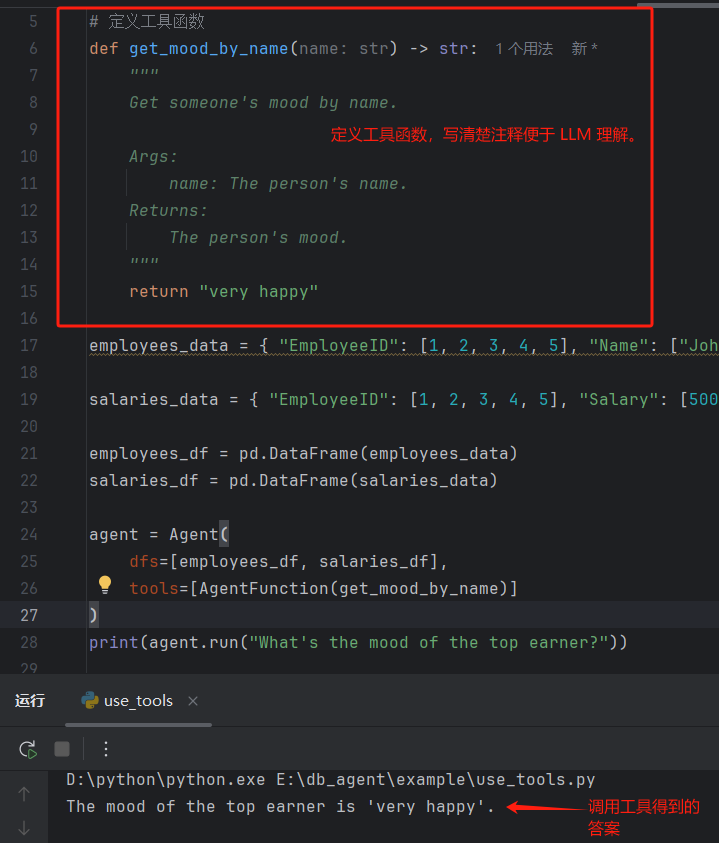 5 # 定义工具函数
6 def get_mood_by_name(name: str) -> str: 1 个用法 新 *
7 """
8 Get someone's mood by name.
9
定义工具函数，写清楚注释便于 LLM 理解。
10 Args:
11 name: The person's name.
12 Returns:
13 The person's mood.
14 """
15 return "very happy"
16
17 employees_data = { "EmployeeID": [1, 2, 3, 4, 5], "Name": ["Joh
18
19 salaries_data = { "EmployeeID": [1, 2, 3, 4, 5], "Salary": [500
20
21 employees_df = pd.DataFrame(employees_data)
22 salaries_df = pd.DataFrame(salaries_data)
23
24 agent = Agent(
25 dfs=[employees_df, salaries_df],
26 tools=[AgentFunction(get_mood_by_name)]
27 )
28 print(agent.run("What's the mood of the top earner?"))
29
运行 use_tools
D:\python\python.exe E:\db_agent\example\use_tools.py
The mood of the top earner is 'very happy'.
调用工具得到的
答案